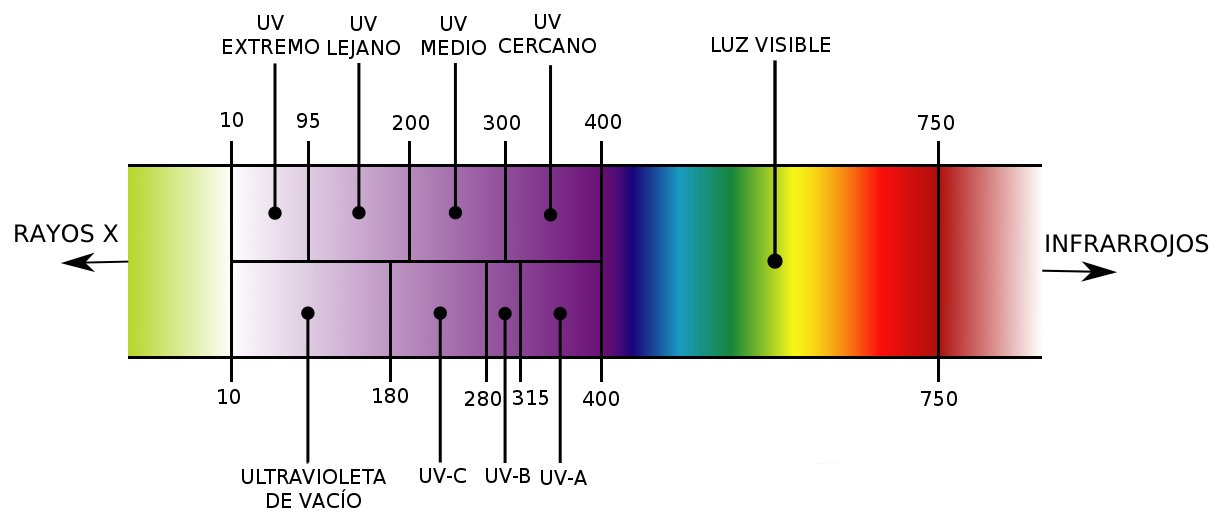 UV
EXTREMO
UV
LEJANO
UV
MEDIO
UV
CERCANO
LUZ VISIBLE
10
95
200
300
400
750
RAYOS X
INFRARROJOS
10
180
280
315
400
750
ULTRAVIOLETA
DE VACÍO
UV-C
UV-B
UV-A